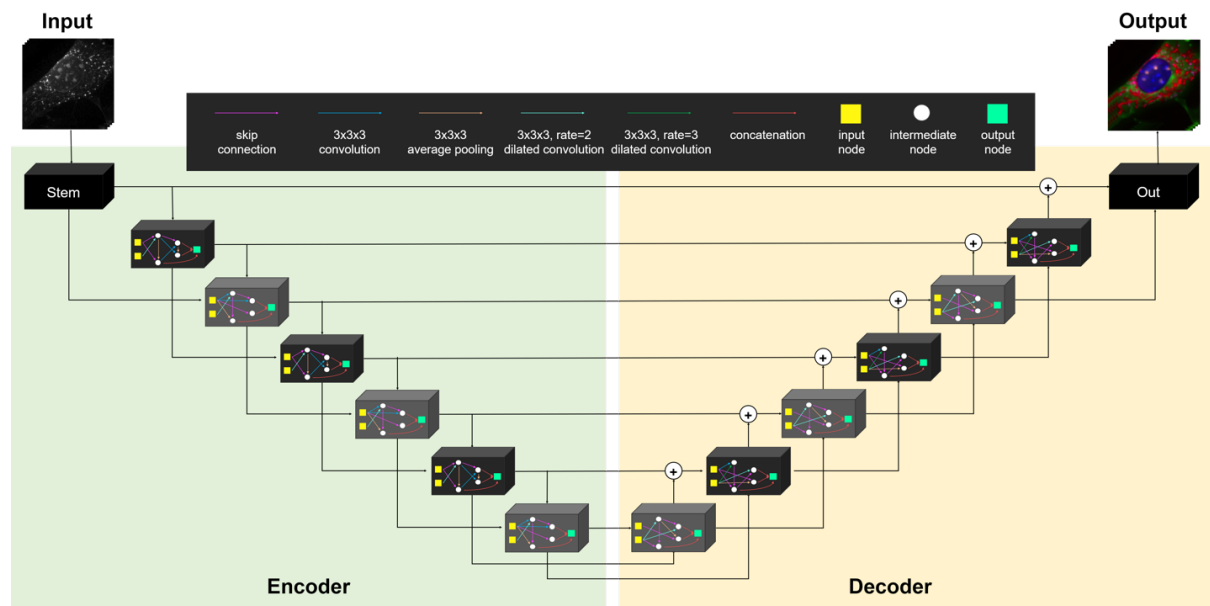 Input
Output
skip
connection
3x3x3
convolution
3x3x3
average pooling
3x3x3, rate=2
dilated convolution
3x3x3, rate=3
dilated convolution
concatenation
input
node
intermediate
node
output
node
Stem
Out
+
+
+
+
+
+
Encoder
Decoder